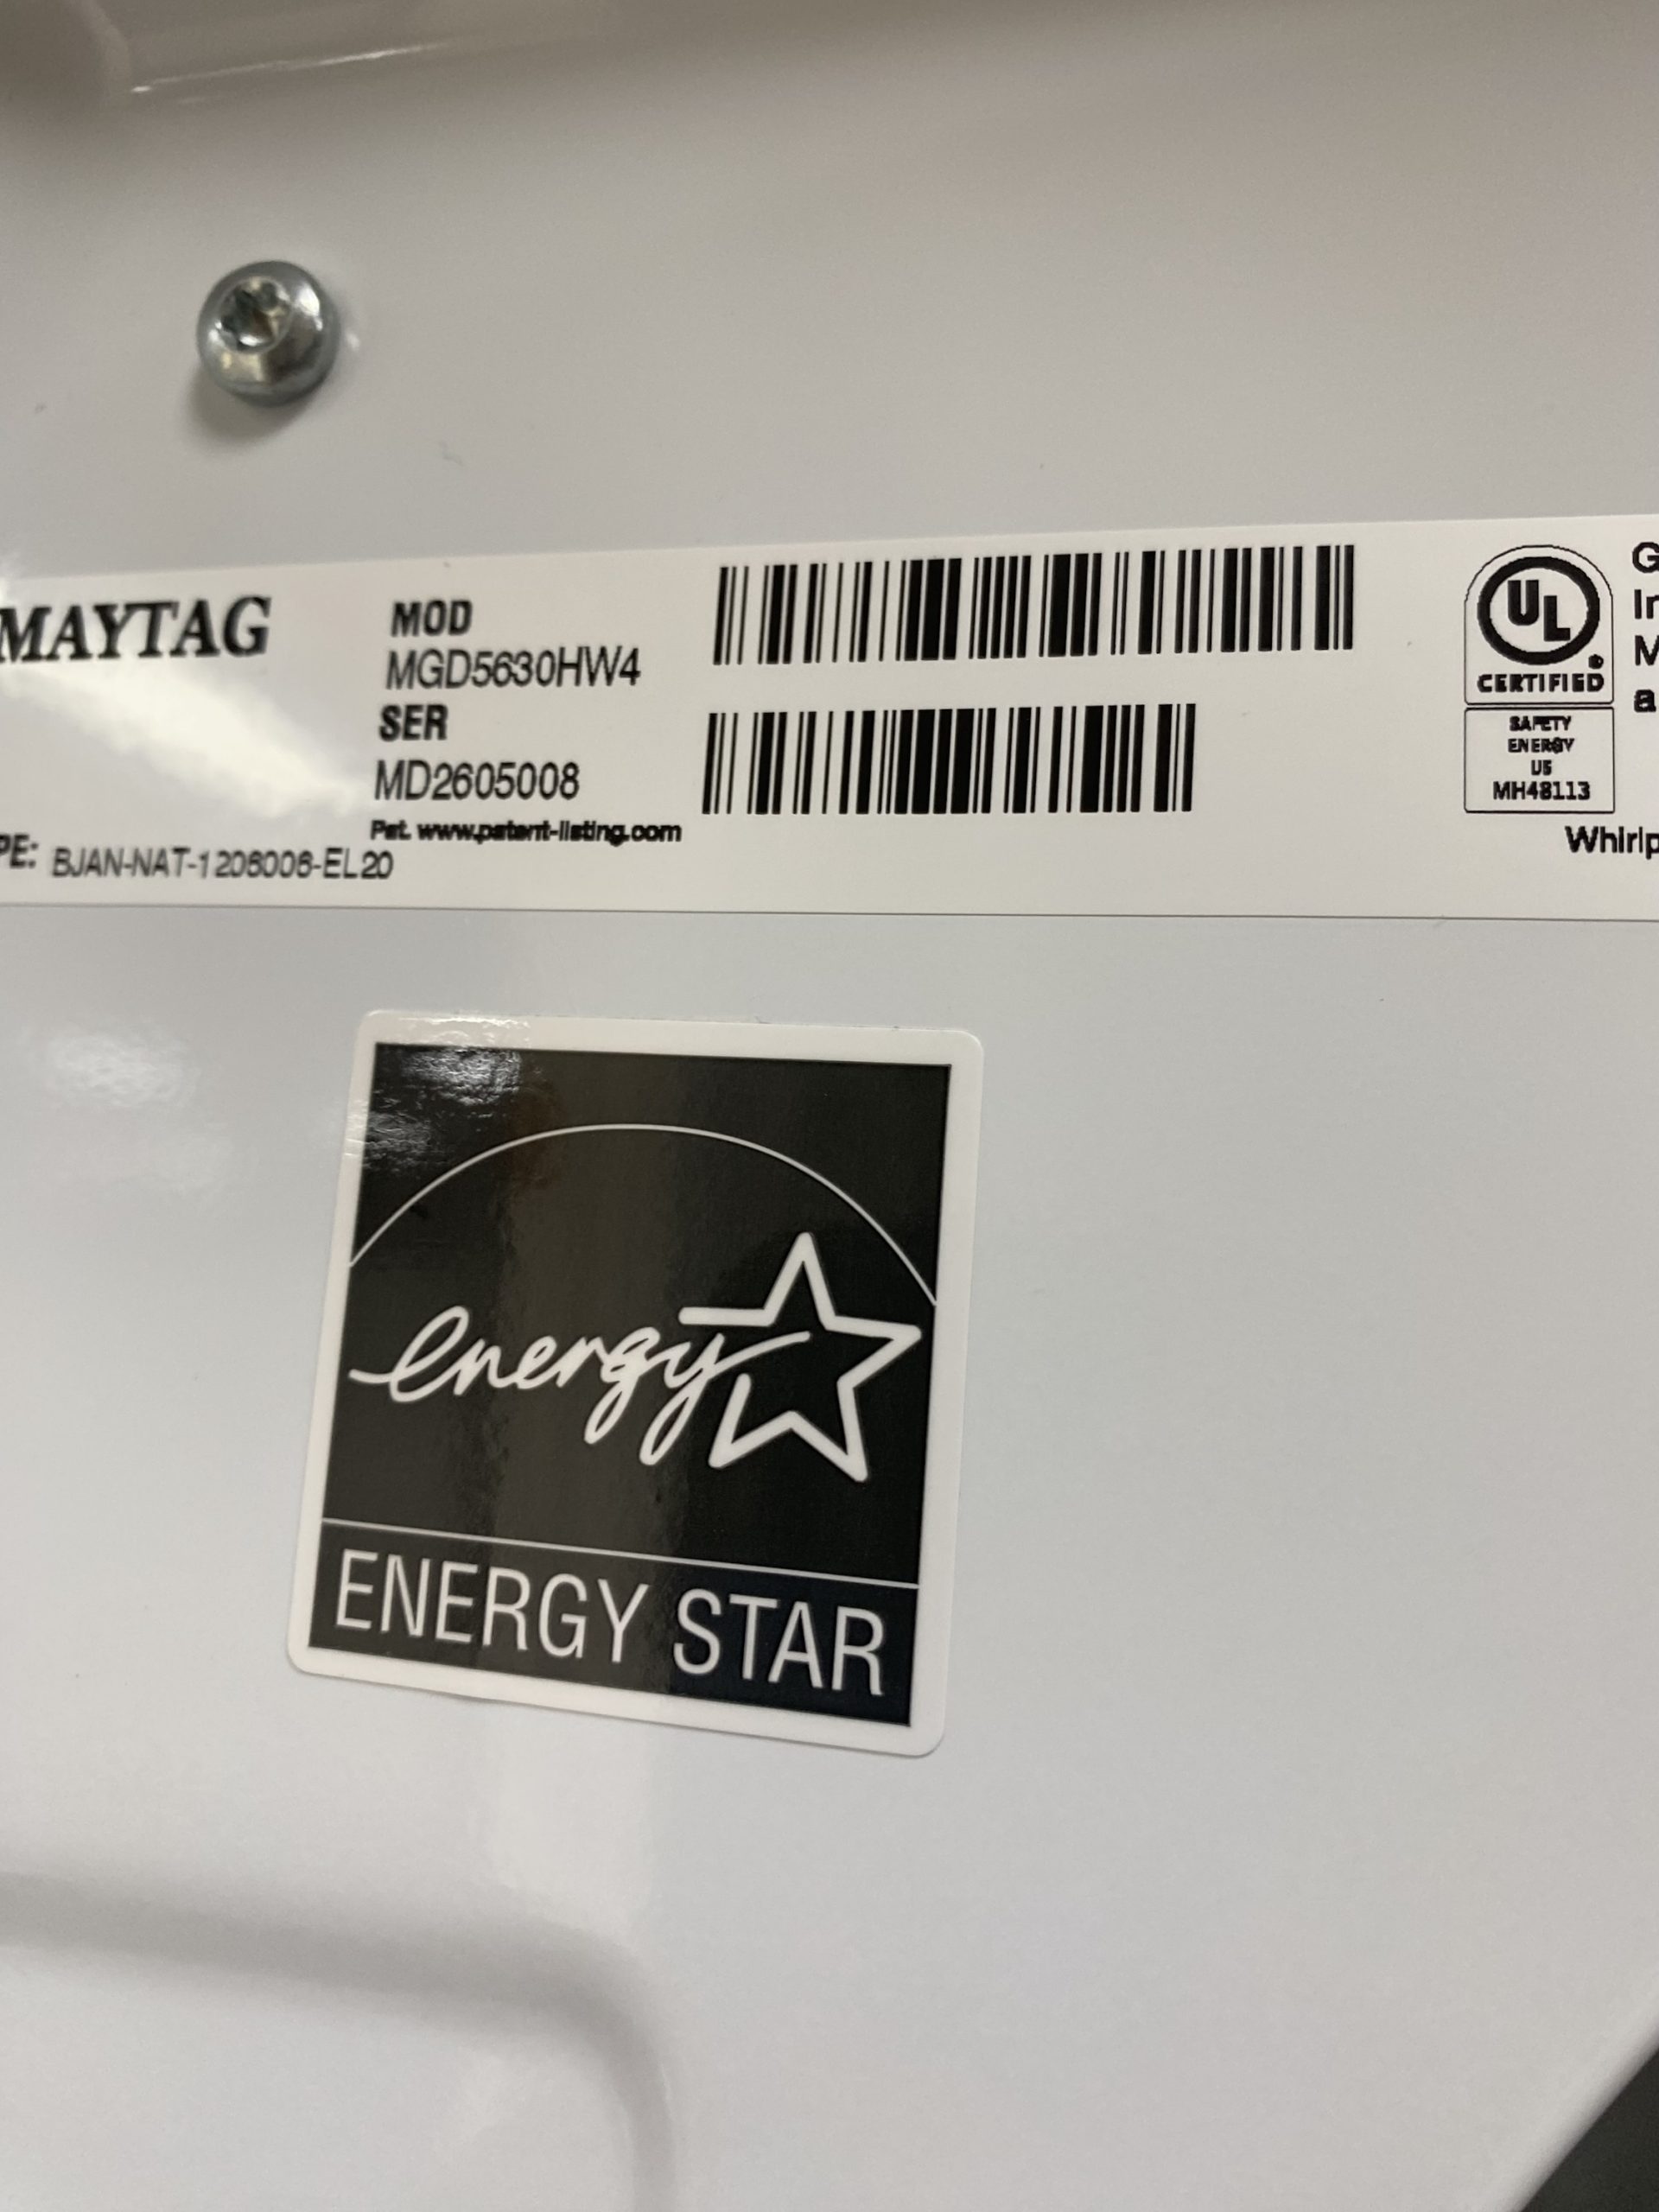 MAYTAG
MOD
MGD5630HW4
SER
MD2605008
Pat. www.patent-listing.com
PE: BJAN-NAT-1206006-EL20
UL
CERTIFIED
SAFETY
ENERGY
US
MH48113
G
In
M
a
Whirlp
energy
ENERGY STAR